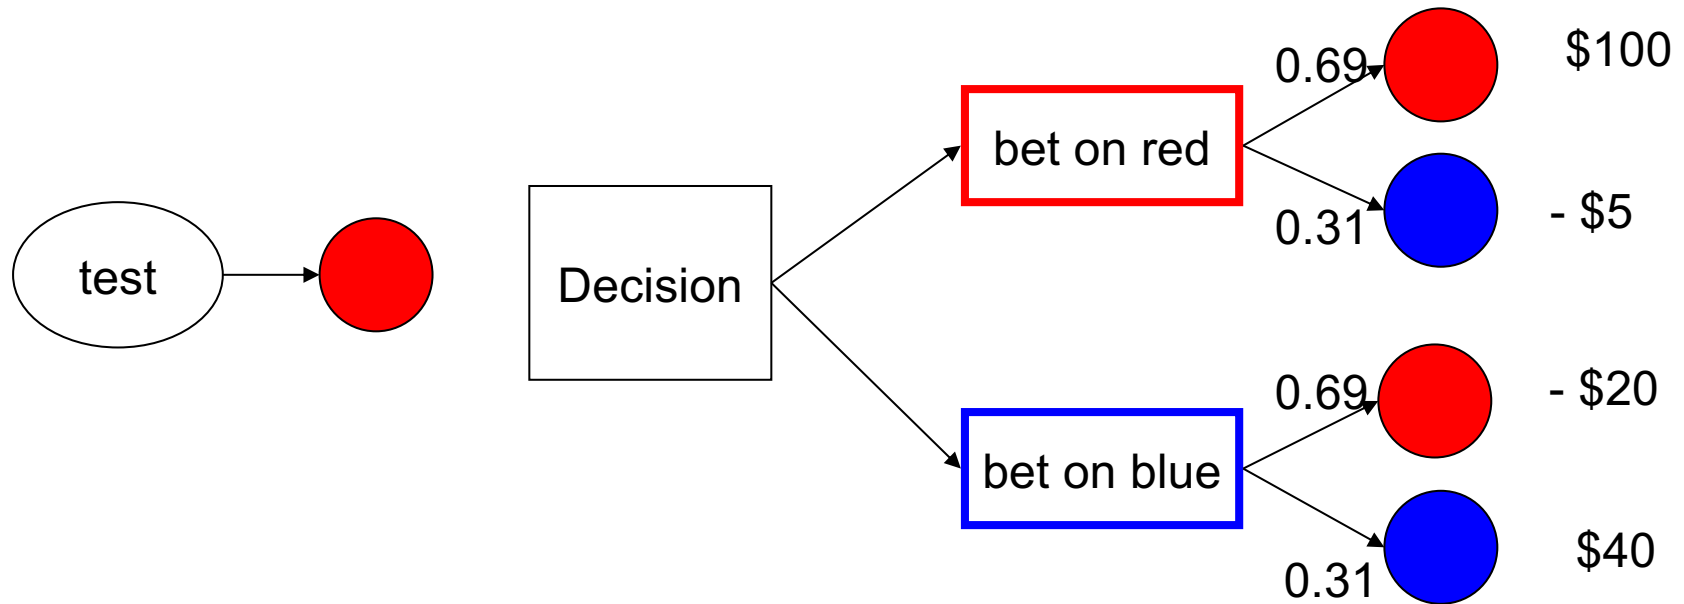 test
Decision
bet on red
0.69
$100
0.31
- $5
bet on blue
0.69
- $20
0.31
$40